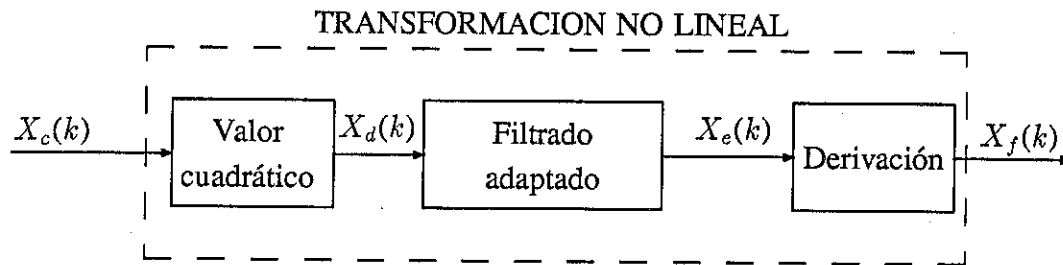 TRANSFORMACION NO LINEAL
X_c(k)
Valor
cuadrático
X_d(k)
Filtrado
adaptado
X_e(k)
Derivación
X_f(k)